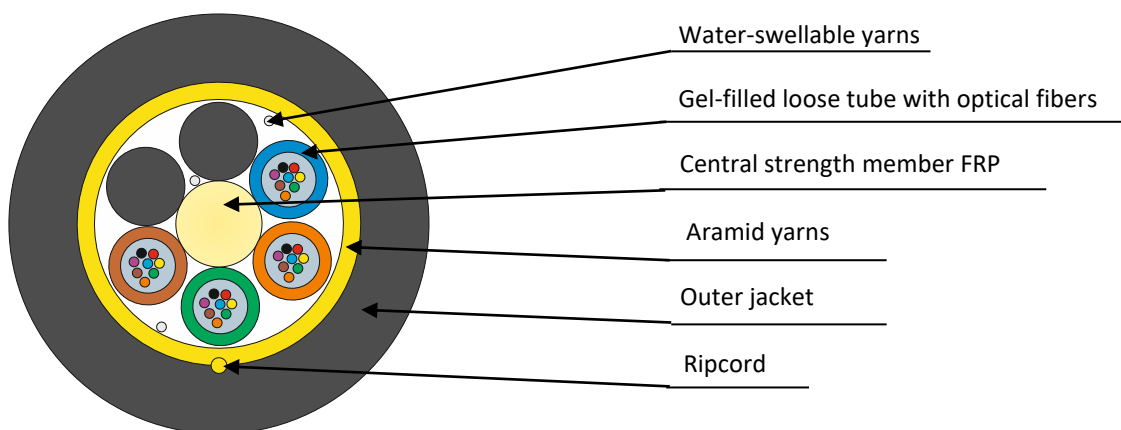 Water-swellable yarns
Gel-filled loose tube with optical fibers
Central strength member FRP
Aramid yarns
Outer jacket
Ripcord